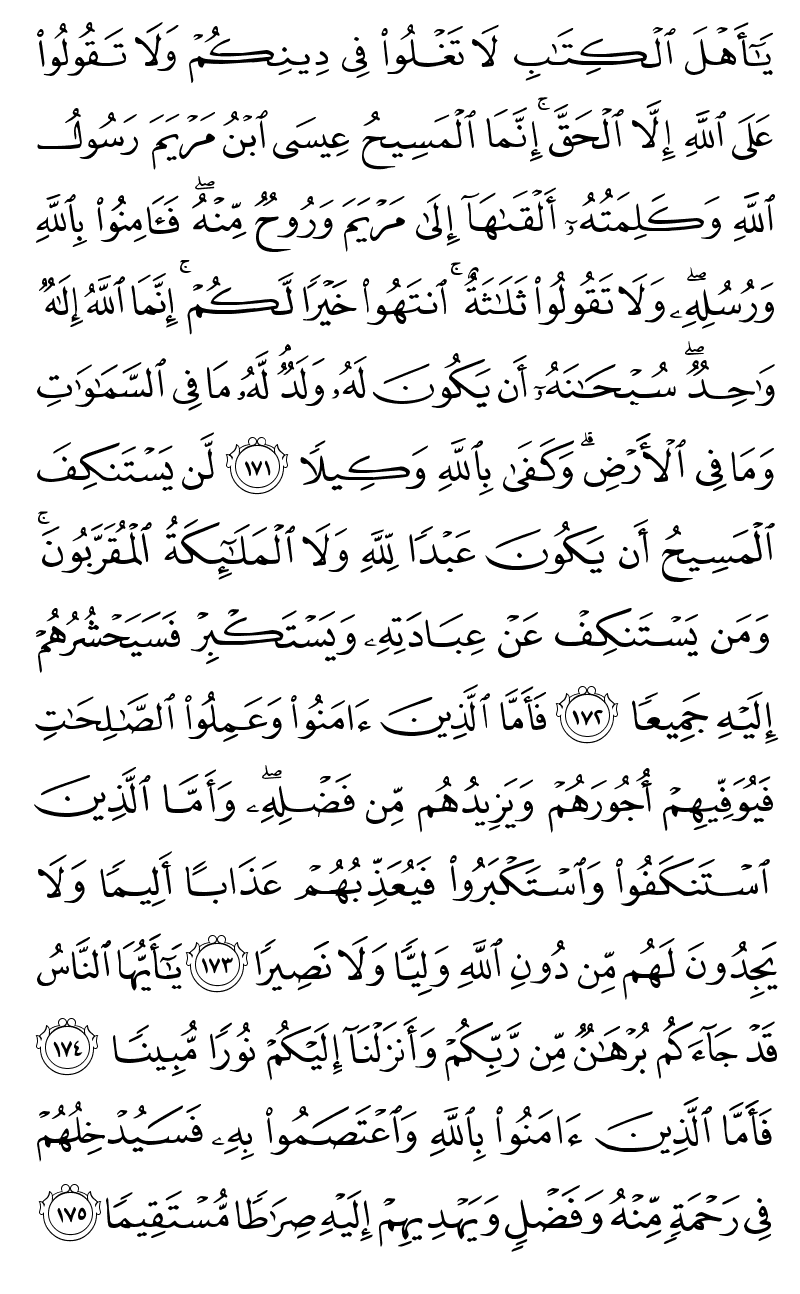 يَٰٓأَهۡلَ ٱلۡكِتَٰبِ لَا تَغۡلُواْ فِي دِينِكُمۡ وَلَا تَقُولُواْ
عَلَى ٱللَّهِ إِلَّا ٱلۡحَقَّۚ إِنَّمَا ٱلۡمَسِيحُ عِيسَى ٱبۡنُ مَرۡيَمَ رَسُولُ
ٱللَّهِ وَكَلِمَتُهُۥٓ أَلۡقَىٰهَآ إِلَىٰ مَرۡيَمَ وَرُوحٞ مِّنۡهُۖ فَـَٔامِنُواْ بِٱللَّهِ
وَرُسُلِهِۦۖ وَلَا تَقُولُواْ ثَلَٰثَةٌۚ ٱنتَهُواْ خَيۡرٗا لَّكُمۡۚ إِنَّمَا ٱللَّهُ إِلَٰهٞ
وَٰحِدٞۖ سُبۡحَٰنَهُۥٓ أَن يَكُونَ لَهُۥ وَلَدٞۘ لَّهُۥ مَا فِي ٱلسَّمَٰوَٰتِ
وَمَا فِي ٱلۡأَرۡضِۗ وَكَفَىٰ بِٱللَّهِ وَكِيلٗا ١٧١ لَّن يَسۡتَنكِفَ
ٱلۡمَسِيحُ أَن يَكُونَ عَبۡدٗا لِّلَّهِ وَلَا ٱلۡمَلَٰٓئِكَةُ ٱلۡمُقَرَّبُونَۚ
وَمَن يَسۡتَنكِفۡ عَنۡ عِبَادَتِهِۦ وَيَسۡتَكۡبِرۡ فَسَيَحۡشُرُهُمۡ
إِلَيۡهِ جَمِيعٗا ١٧٢ فَأَمَّا ٱلَّذِينَ ءَامَنُواْ وَعَمِلُواْ ٱلصَّٰلِحَٰتِ
فَيُوَفِّيهِمۡ أُجُورَهُمۡ وَيَزِيدُهُم مِّن فَضۡلِهِۦۖ وَأَمَّا ٱلَّذِينَ
ٱسۡتَنكَفُواْ وَٱسۡتَكۡبَرُواْ فَيُعَذِّبُهُمۡ عَذَابًا أَلِيمٗا وَلَا
يَجِدُونَ لَهُم مِّن دُونِ ٱللَّهِ وَلِيّٗا وَلَا نَصِيرٗا ١٧٣ يَٰٓأَيُّهَا ٱلنَّاسُ
قَدۡ جَآءَكُم بُرۡهَٰنٞ مِّن رَّبِّكُمۡ وَأَنزَلۡنَآ إِلَيۡكُمۡ نُورٗا مُّبِينٗا ١٧٤
فَأَمَّا ٱلَّذِينَ ءَامَنُواْ بِٱللَّهِ وَٱعۡتَصَمُواْ بِهِۦ فَسَيُدۡخِلُهُمۡ
فِي رَحۡمَةٖ مِّنۡهُ وَفَضۡلٖ وَيَهۡدِيهِمۡ إِلَيۡهِ صِرَٰطٗا مُّسۡتَقِيمٗا ١٧٥